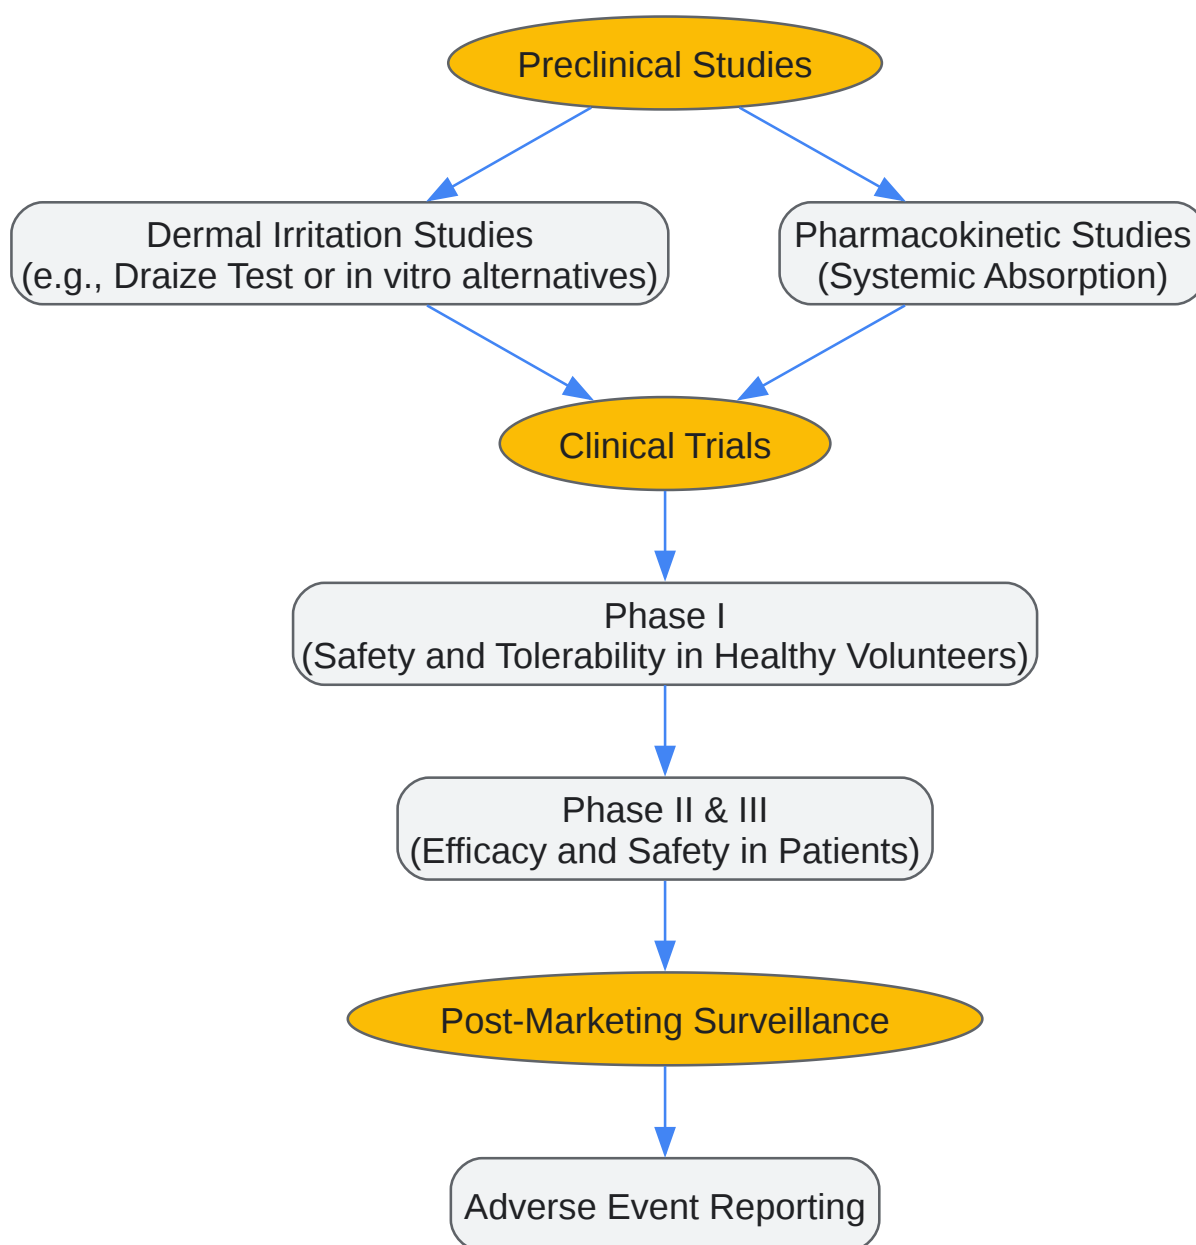 Preclinical Studies
Dermal Irritation Studies
(e.g., Draize Test or in vitro alternatives)
Pharmacokinetic Studies
(Systemic Absorption)
Clinical Trials
Phase I
(Safety and Tolerability in Healthy Volunteers)
Phase II & III
(Efficacy and Safety in Patients)
Post-Marketing Surveillance
Adverse Event Reporting